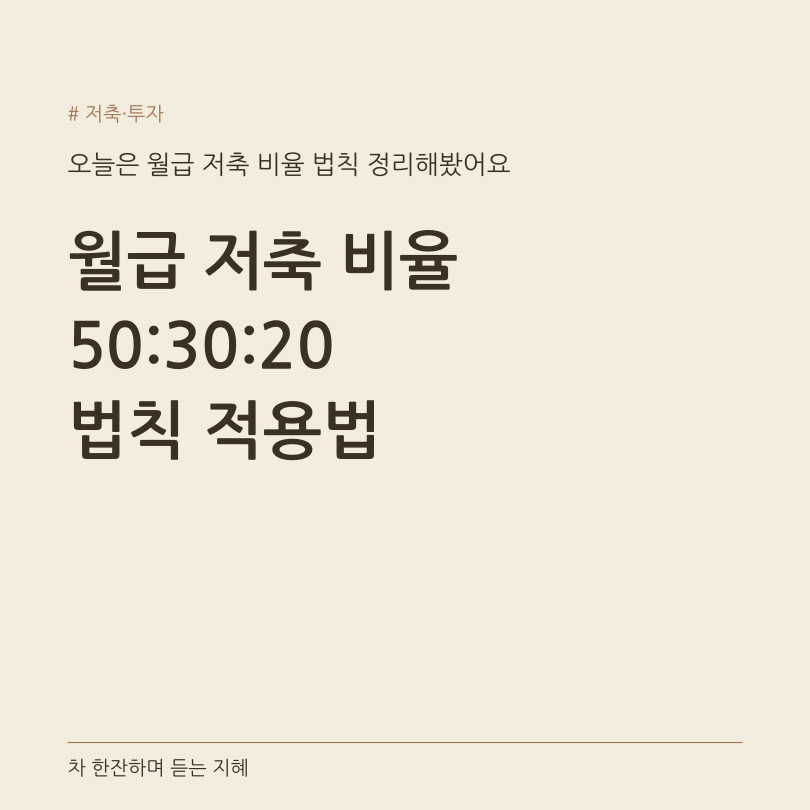 # 저축·투자
오늘은 월급 저축 비율 법칙 정리해봤어요
월급 저축 비율
50:30:20
법칙 적용법
차 한잔하며 듣는 지혜